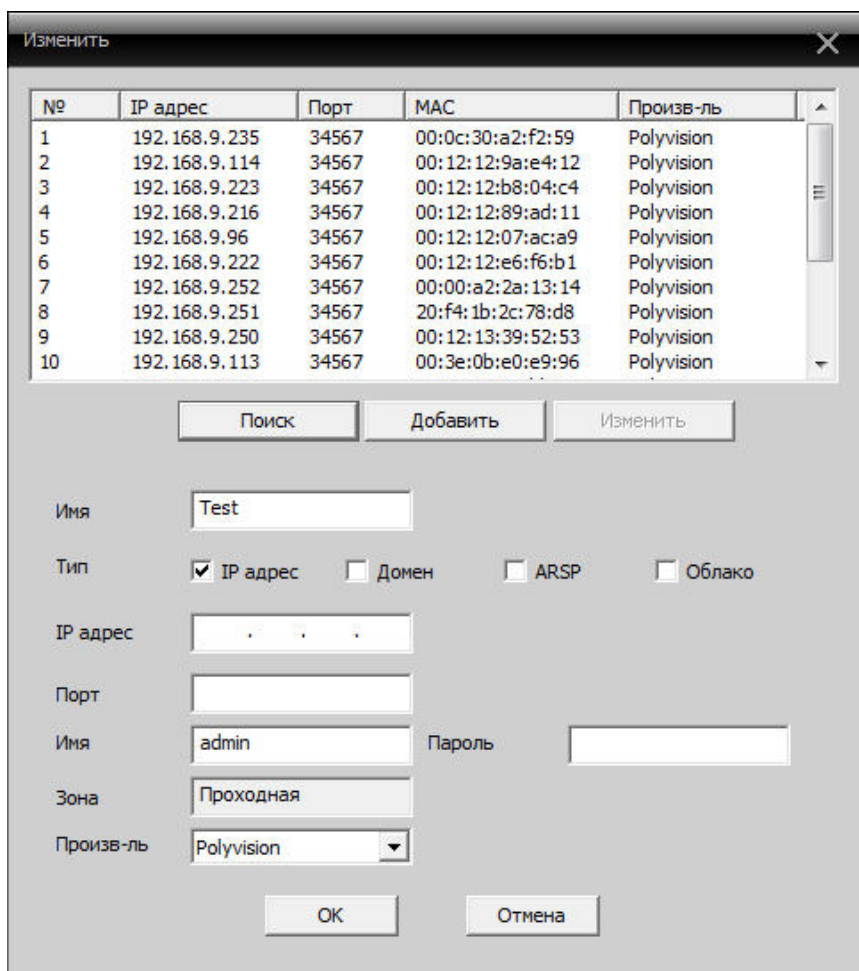 Изменить
№ IP адрес Порт MAC Произв-ль
1 192.168.9.235 34567 00:0c:30:a2:f2:59 Polyvision
2 192.168.9.114 34567 00:12:12:9a:e4:12 Polyvision
3 192.168.9.223 34567 00:12:12:b8:04:c4 Polyvision
4 192.168.9.216 34567 00:12:12:89:ad:11 Polyvision
5 192.168.9.96 34567 00:12:12:07:ac:a9 Polyvision
6 192.168.9.222 34567 00:12:12:e6:f6:b1 Polyvision
7 192.168.9.252 34567 00:00:a2:2a:13:14 Polyvision
8 192.168.9.251 34567 20:f4:1b:2c:78:d8 Polyvision
9 192.168.9.250 34567 00:12:13:39:52:53 Polyvision
10 192.168.9.113 34567 00:3e:0b:e0:e9:96 Polyvision
Поиск Добавить Изменить
Имя Test
Тип IP адрес Домен ARSP Облако
IP адрес . . .
Порт
Имя admin Пароль
Зона Проходная
Произв-ль Polyvision
OK Отмена